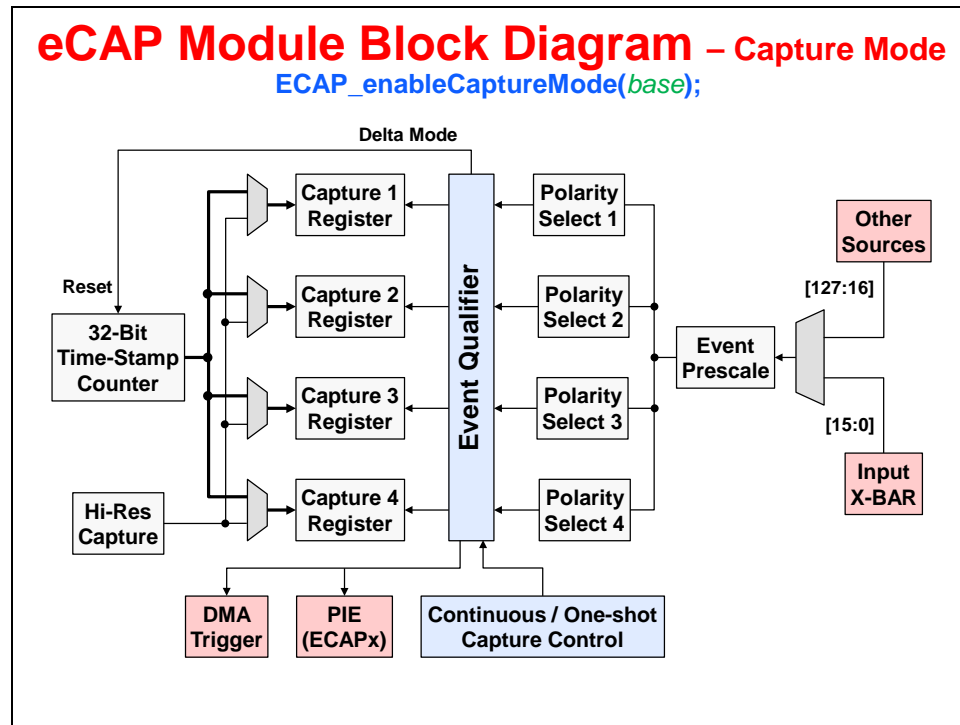 eCAP Module Block Diagram – Capture Mode
ECAP_enableCaptureMode(base);
Delta Mode
Capture 1
Register
Polarity
Select 1
Other
Sources
Reset
[127:16]
32-Bit
Time-Stamp
Counter
Capture 2
Register
Event Qualifier
Polarity
Select 2
Event
Prescale
Capture 3
Register
Polarity
Select 3
[15:0]
Input
X-BAR
Hi-Res
Capture
Capture 4
Register
Polarity
Select 4
DMA
Trigger
PIE
(ECAPx)
Continuous / One-shot
Capture Control